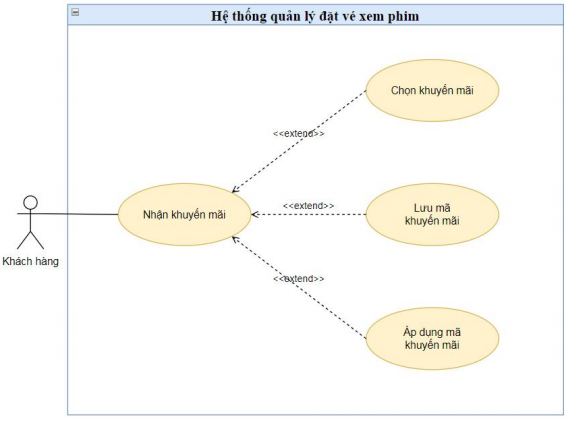 Hệ thống quản lý đặt vé xem phim
Chọn khuyến mãi
<<extend>>
Nhận khuyến mãi
<<extend>>
Lưu mã
khuyến mãi
Khách hàng
<<extend>>
Áp dụng mã
khuyến mãi